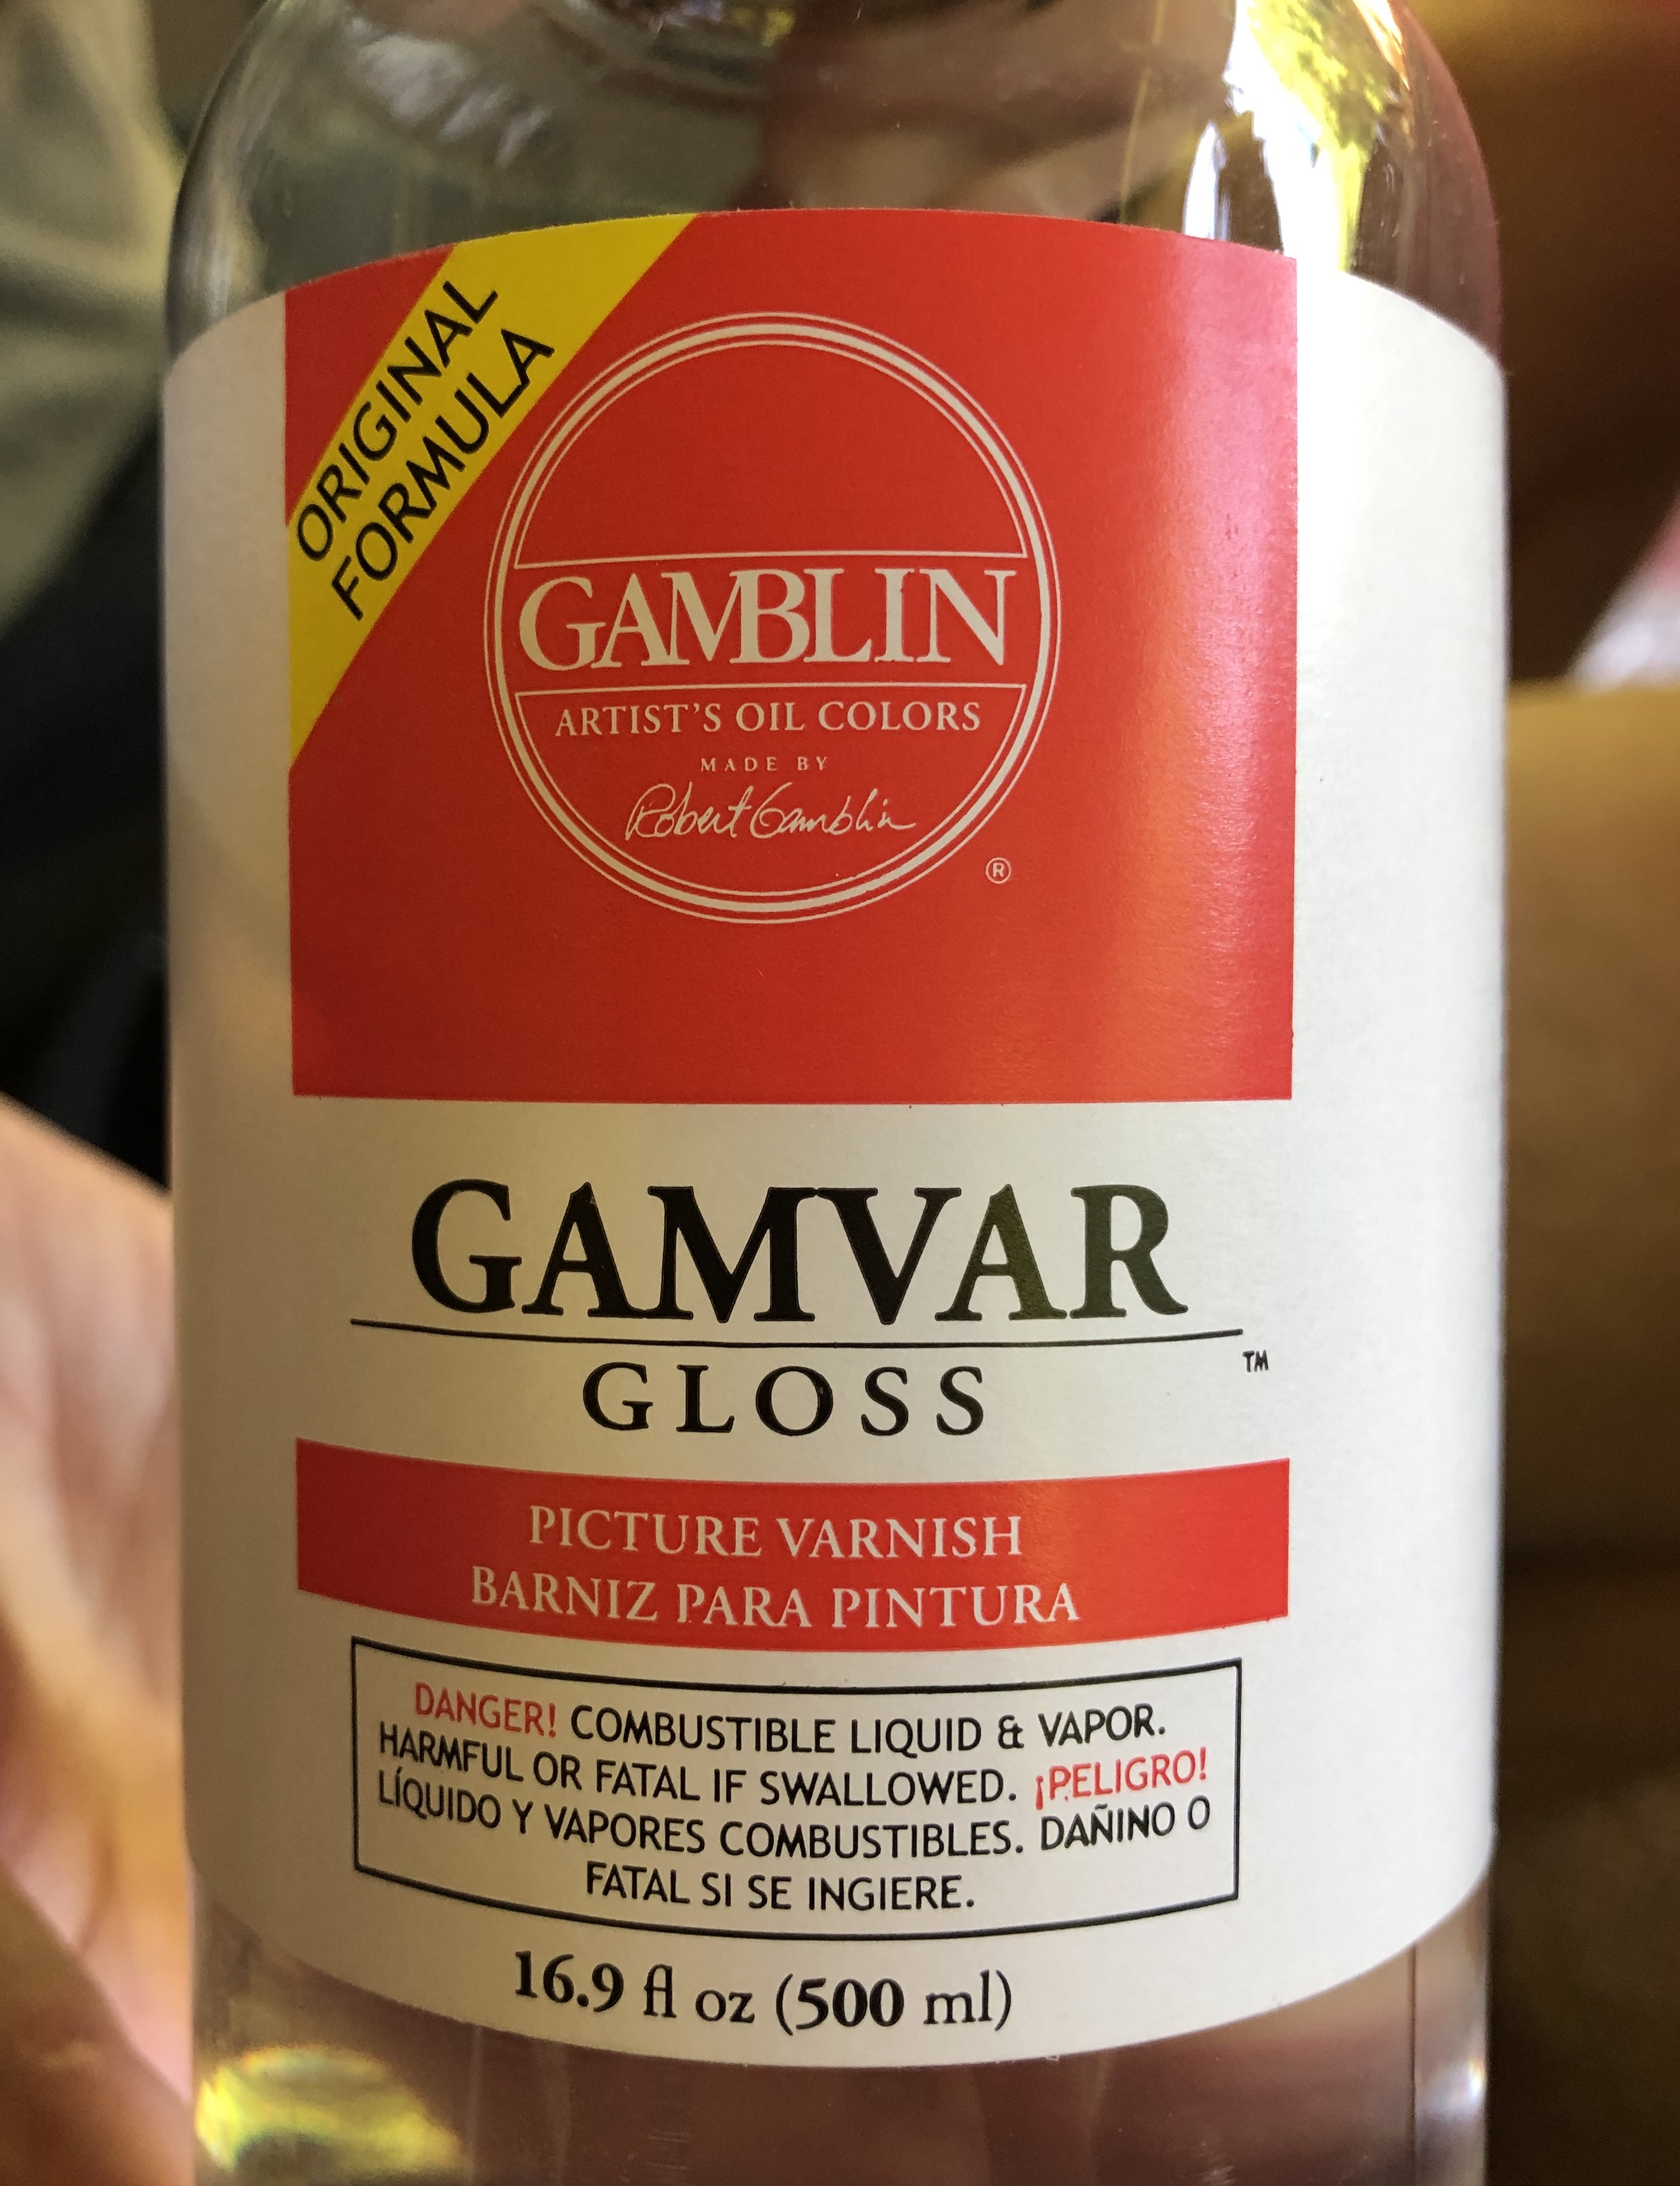 ORIGINAL
FORMULA
GAMBLIN
ARTIST'S OIL COLORS
MADE BY
Robert Gamblin
®
GAMVAR
GLOSS
™
PICTURE VARNISH
BARNIZ PARA PINTURA
DANGER! COMBUSTIBLE LIQUID & VAPOR.
HARMFUL OR FATAL IF SWALLOWED. ¡PELIGRO!
LÍQUIDO Y VAPORES COMBUSTIBLES. DAÑINO O
FATAL SI SE INGIERE.
16.9 fl oz (500 ml)